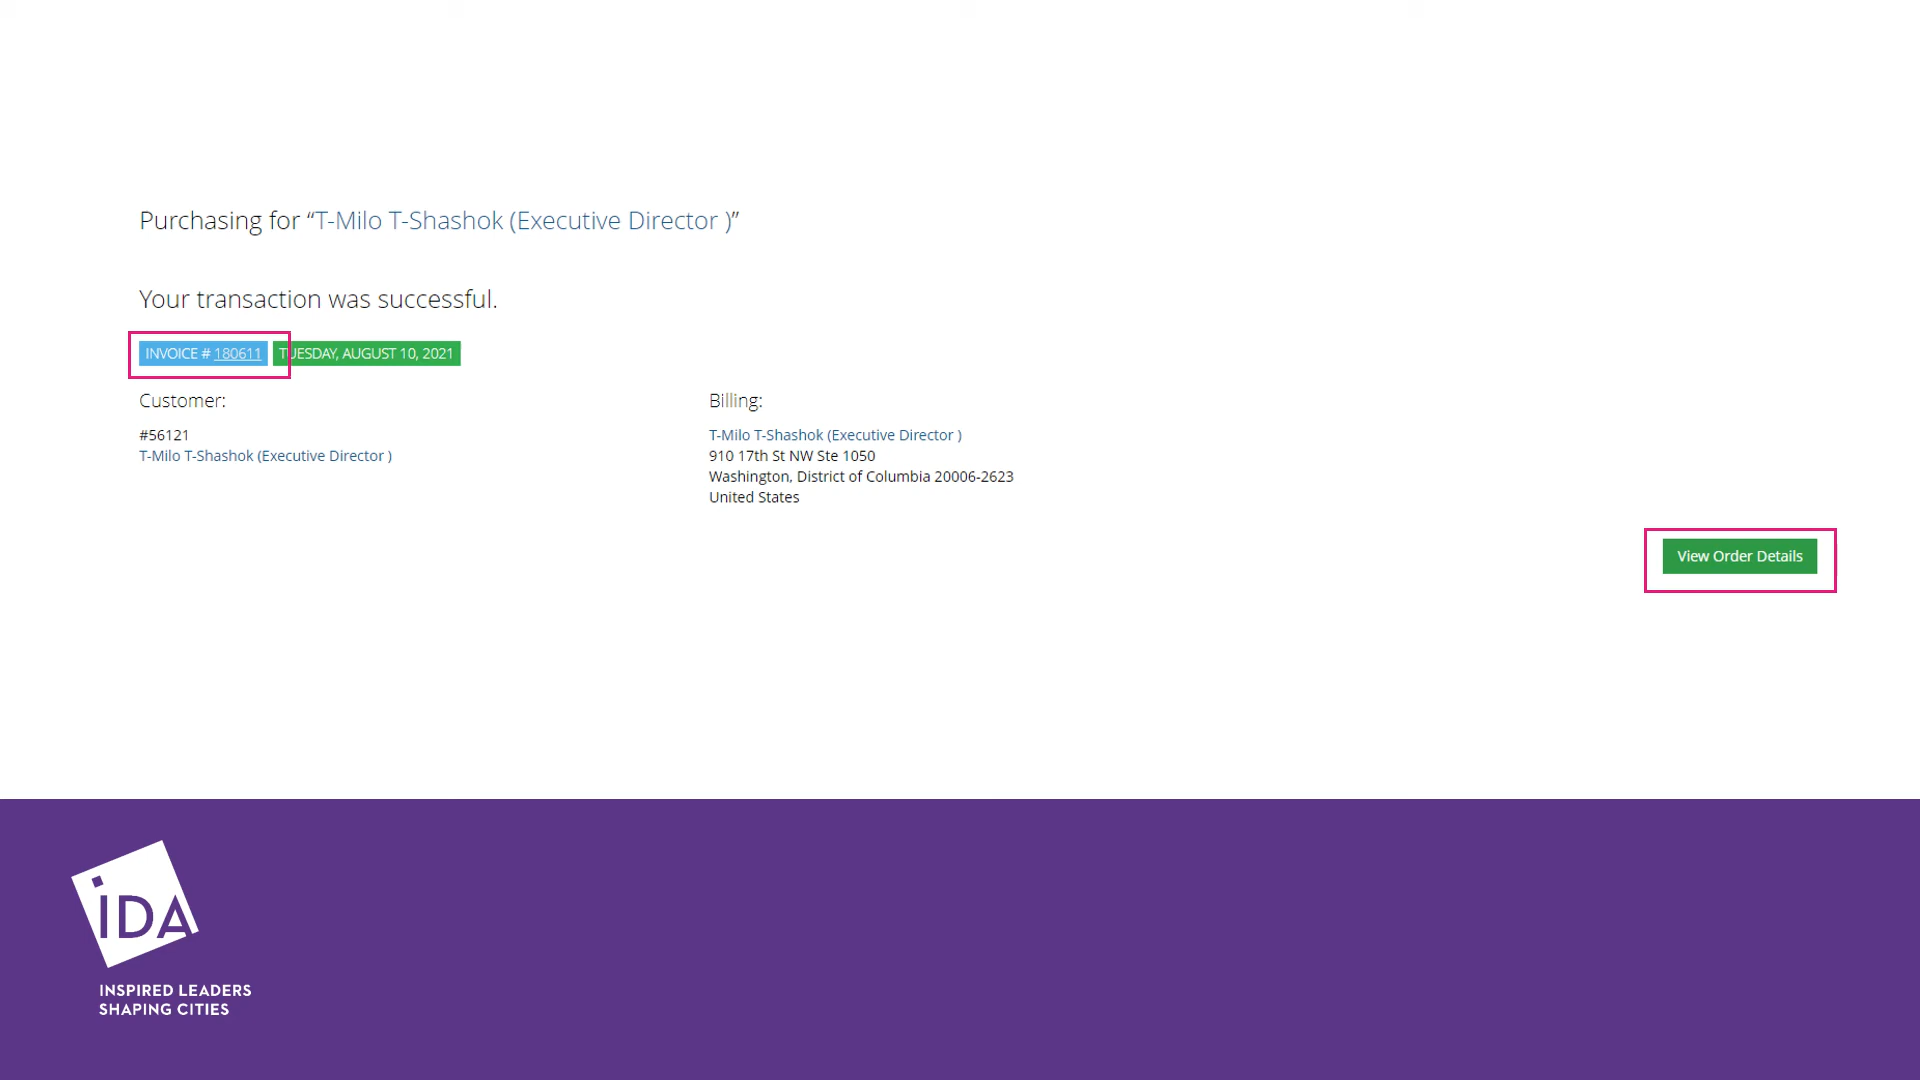 Purchasing for “T-Milo T-Shashok (Executive Director )”
Your transaction was successful.
INVOICE # 180611 TUESDAY, AUGUST 10, 2021
Customer:
#56121
T-Milo T-Shashok (Executive Director )
Billing:
T-Milo T-Shashok (Executive Director )
910 17th St NW Ste 1050
Washington, District of Columbia 20006-2623
United States
View Order Details
iDA
INSPIRED LEADERS
SHAPING CITIES